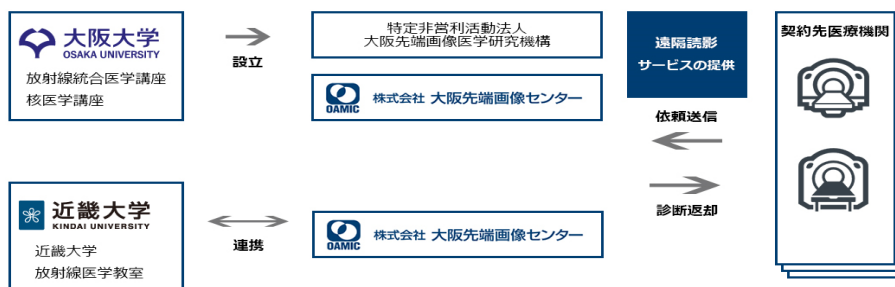 大阪大学
OSAKA UNIVERSITY
放射線統合医学講座
核医学講座
設立
特定非営利活動法人
大阪先端画像医学研究機構
OAMIC
株式会社 大阪先端画像センター
遠隔読影
サービスの提供
依頼送信
診断返却
契約先医療機関
近畿大学
KINDAI UNIVERSITY
近畿大学
放射線医学教室
連携
OAMIC
株式会社 大阪先端画像センター